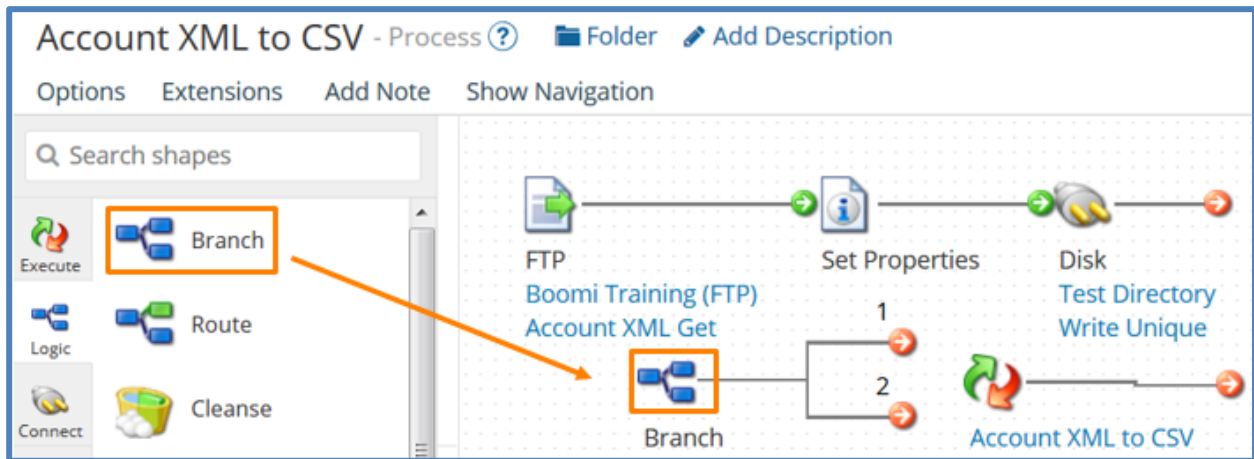 Account XML to CSV - Process ? Folder Add Description
Options Extensions Add Note Show Navigation
Search shapes
Execute
Logic
Connect
Branch
Route
Cleanse
FTP
Boomi Training (FTP)
Account XML Get
Set Properties
Disk
Test Directory
Write Unique
1
2
Branch
Account XML to CSV